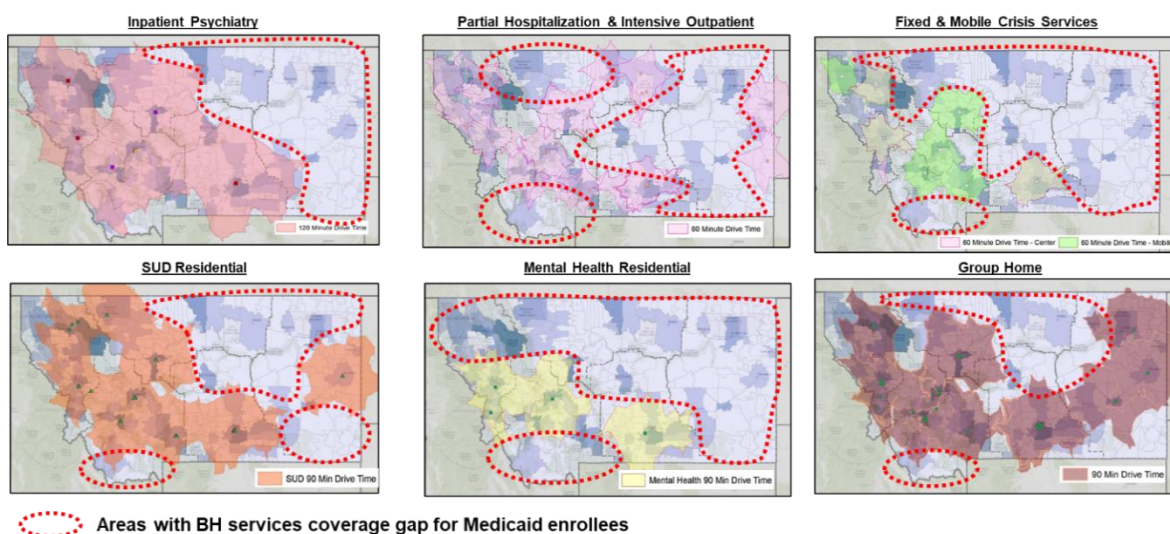 Inpatient Psychiatry
Partial Hospitalization & Intensive Outpatient
Fixed & Mobile Crisis Services
120 Minute Drive Time
60 Minute Drive Time
60 Minute Drive Time - Center
60 Minute Drive Time - Mobile
SUD Residential
Mental Health Residential
Group Home
SUD 90 Min Drive Time
Mental Health 90 Min Drive Time
90 Min Drive Time
Areas with BH services coverage gap for Medicaid enrollees